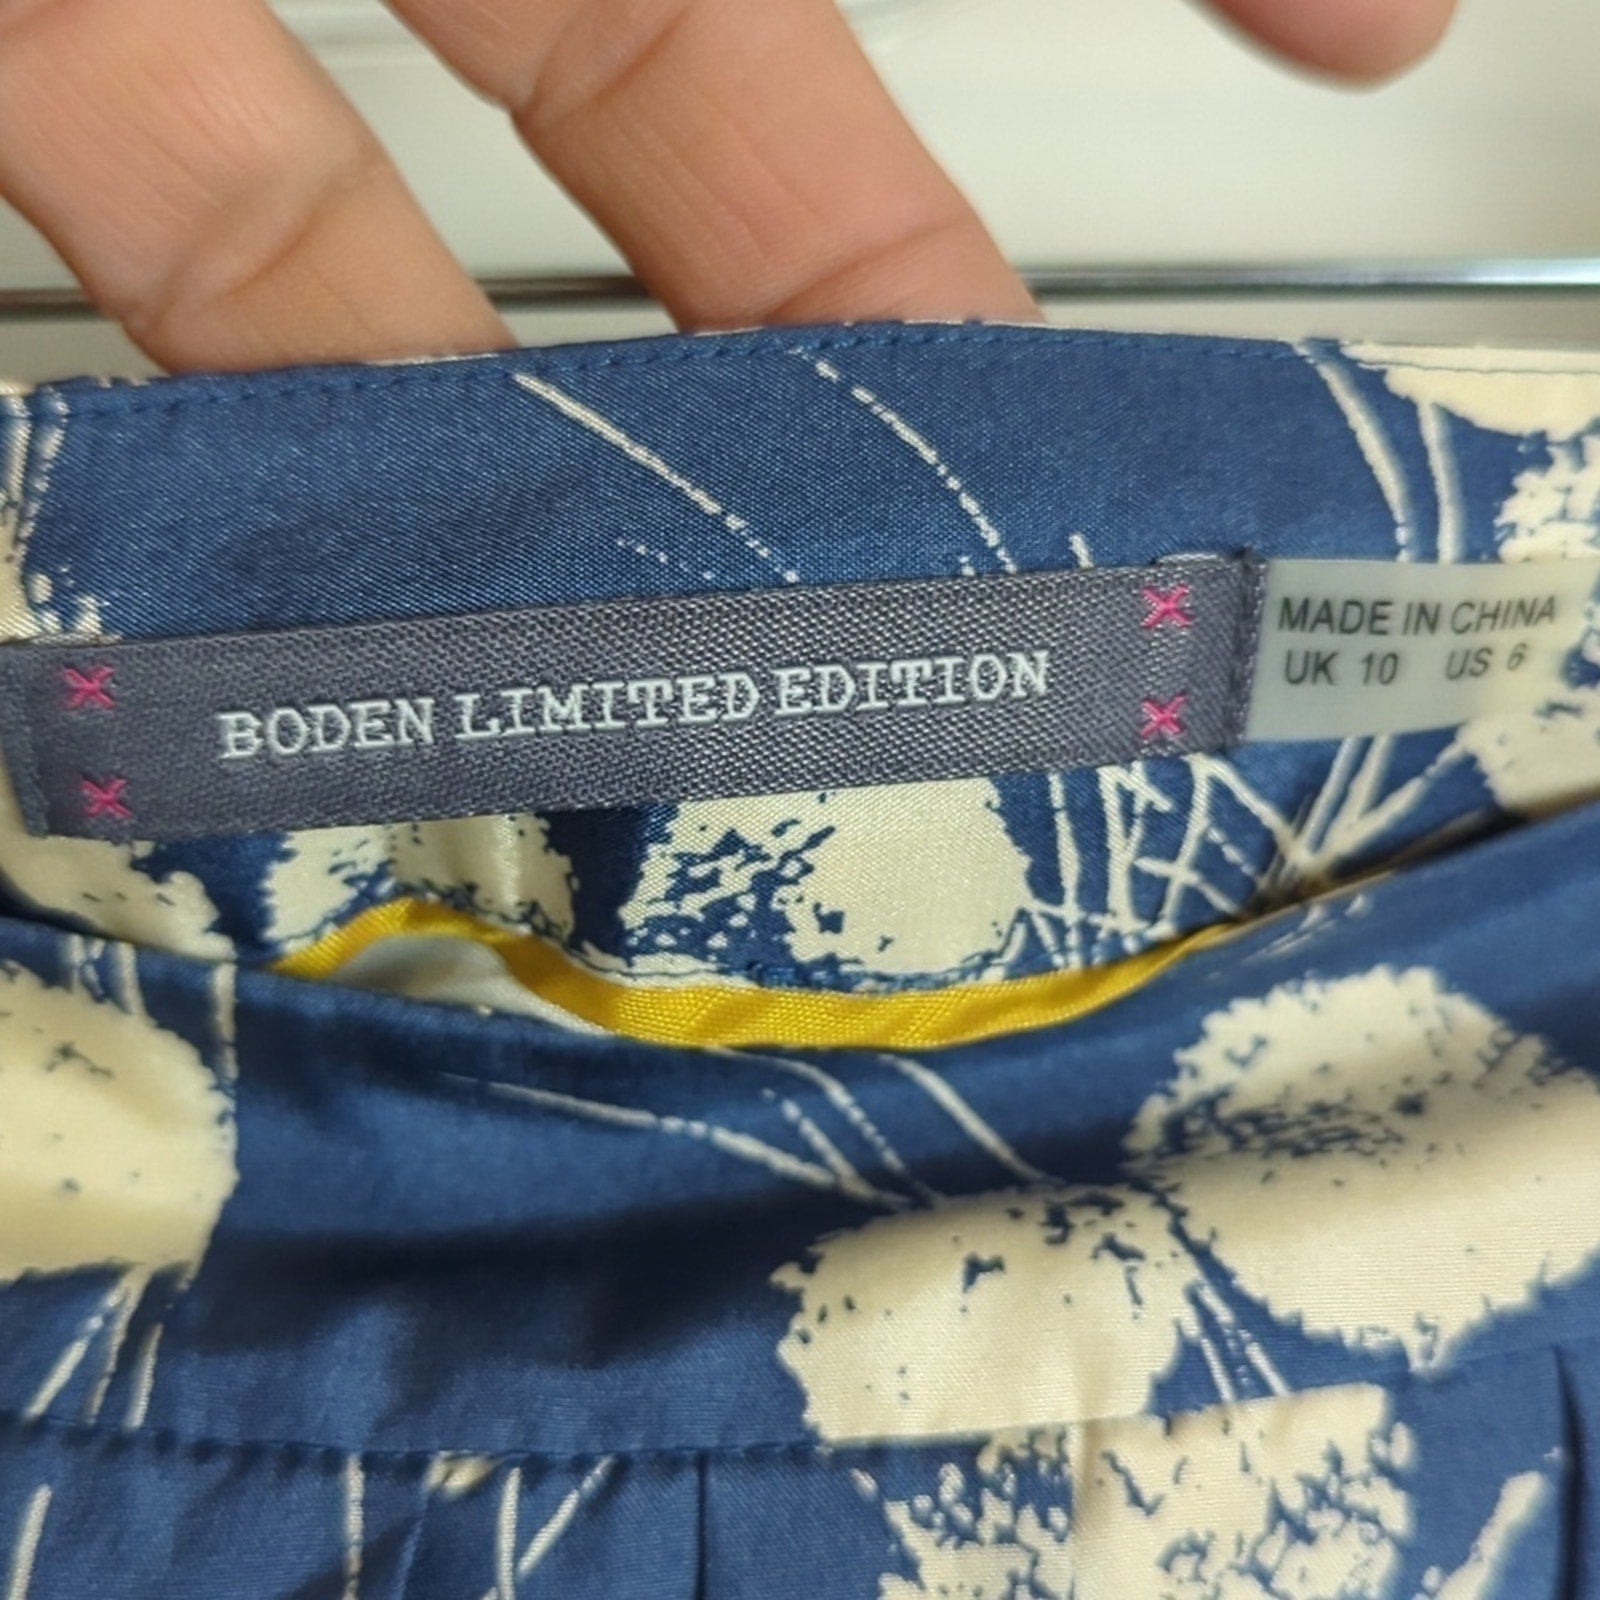 BODEN LIMITED EDITION
MADE IN CHINA
UK 10 US 6